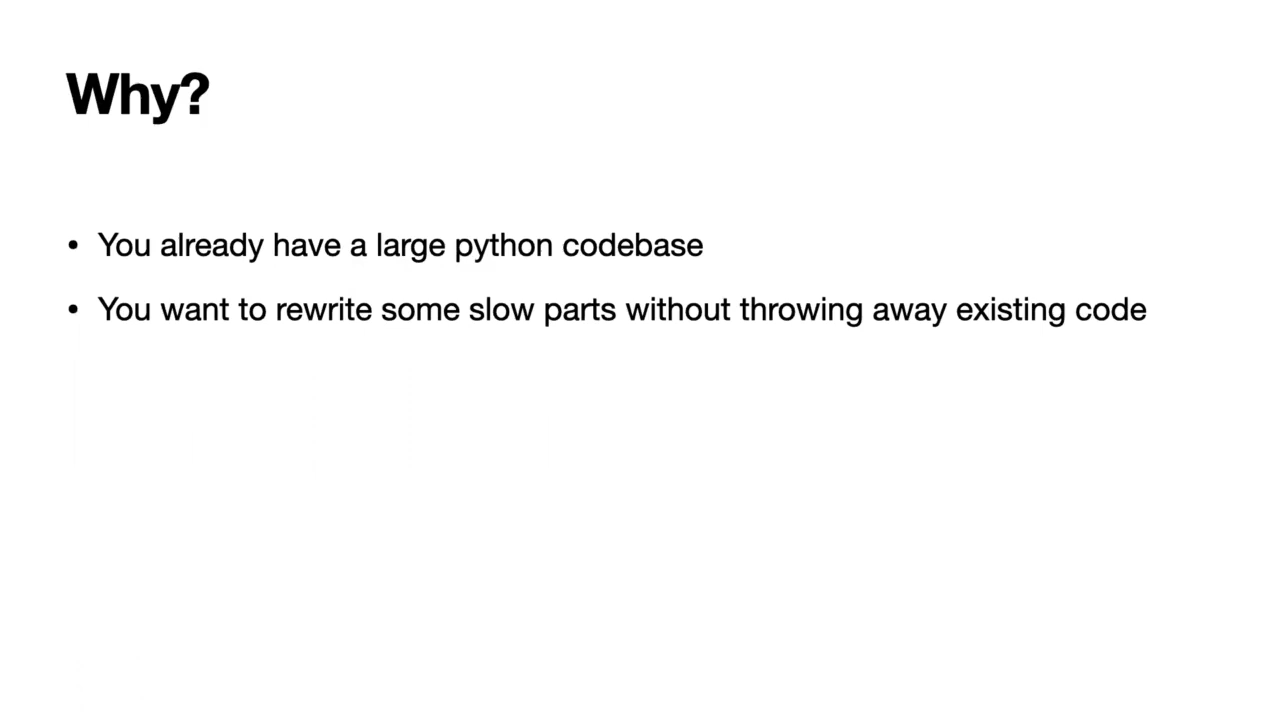 Why?
• You already have a large python codebase
• You want to rewrite some slow parts without throwing away existing code